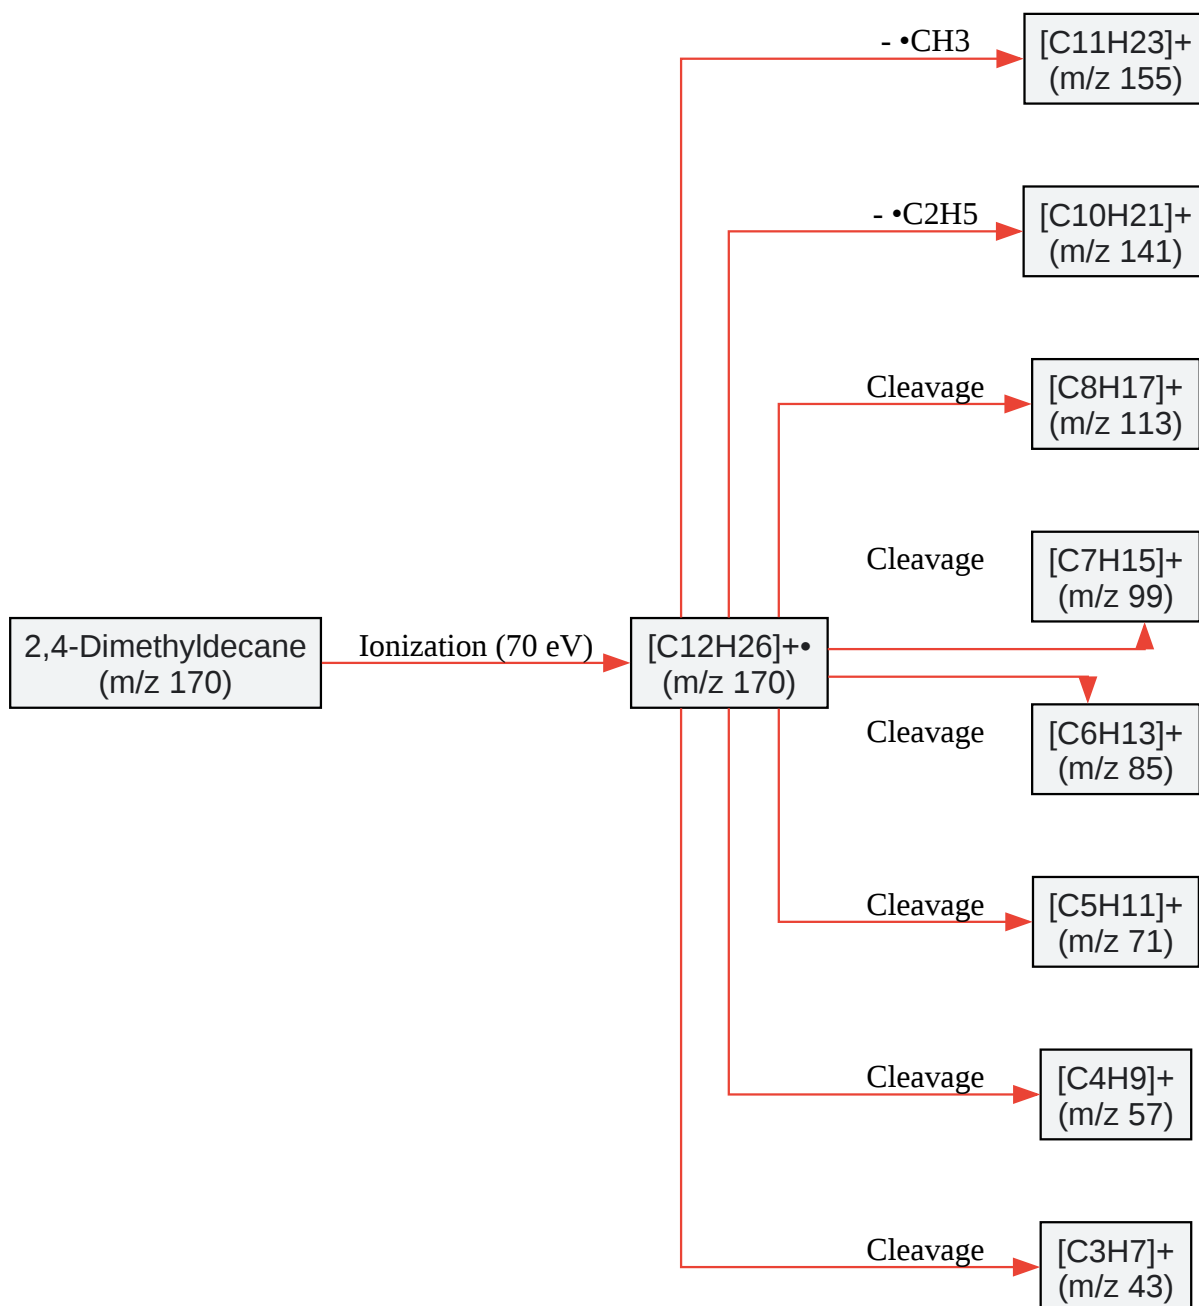 - •CH3
[C11H23]+
(m/z 155)
- •C2H5
[C10H21]+
(m/z 141)
Cleavage
[C8H17]+
(m/z 113)
Cleavage
[C7H15]+
(m/z 99)
2,4-Dimethyldecane
(m/z 170)
Ionization (70 eV)
[C12H26]+•
(m/z 170)
Cleavage
[C6H13]+
(m/z 85)
Cleavage
[C5H11]+
(m/z 71)
Cleavage
[C4H9]+
(m/z 57)
Cleavage
[C3H7]+
(m/z 43)